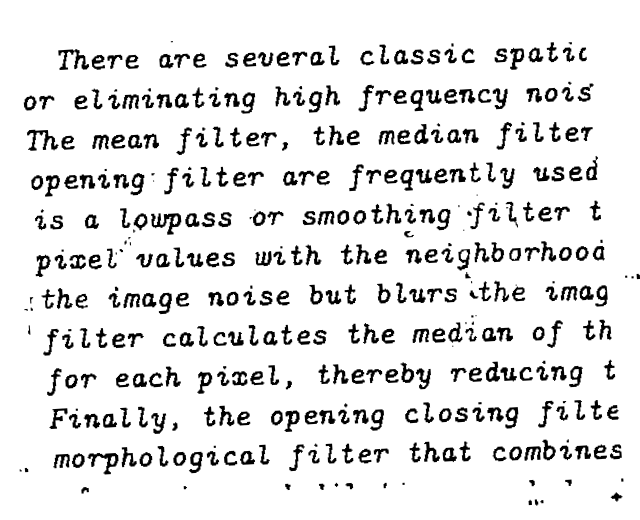 There are several classic spatic
or eliminating high frequency nois
The mean filter, the median filter
opening filter are frequently used
is a lowpass or smoothing filter t
pixel values with the neighborhood
the image noise but blurs the imag
filter calculates the median of th
for each pixel, thereby reducing t
Finally, the opening closing filte
morphological filter that combines